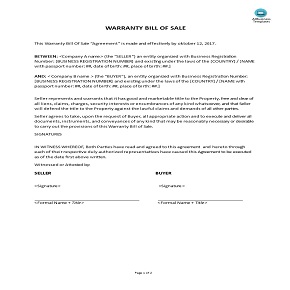 AllBusiness
Templates
WARRANTY BILL OF SALE
This Warranty Bill Of Sale "Agreement" is made and effectively by oktober 12, 2017.
BETWEEN: <Company B name > (the "SELLER"), an entity organized with Business Registration
Number: [BUSINESS REGISTRATION NUMBER] and existing under the laws of the [COUNTRY] / [NAME
with passport number: ##, date of birth: ##, place of birth: ##.]
AND: < Company B name > (the "BUYER"), an entity organized with Business Registration Number:
[BUSINESS REGISTRATION NUMBER] and existing under the laws of the [COUNTRY] / [NAME with passport
number: ##, date of birth: ##, place of birth: ##.]
Seller represents and warrants that it has good and marketable title to the Property, free and clear of
all liens, claims, charges, security interests or encumbrances of any kind whatsoever, and that Seller
will defend the title to the Property against the lawful claims and demands of all other parties.
Seller agrees to take, upon the request of Buyer, all appropriate action and to execute and deliver all
documents, instruments, and conveyances of any kind that may be reasonably necessary or desirable
to carry out the provisions of this Warranty Bill of Sale.
SIGNATURES
IN WITNESS WHEREOF, Both Parties have read and agreed to this agreement and hereto through
each of their respective duly authorized representatives have caused this Agreement to be executed
as of the date first above written.
Witnessed or Attested by:
SELLER BUYER
<Signature> <Signature>
<Formal Name + Title> <Formal Name + Title>
Page 1 of 2